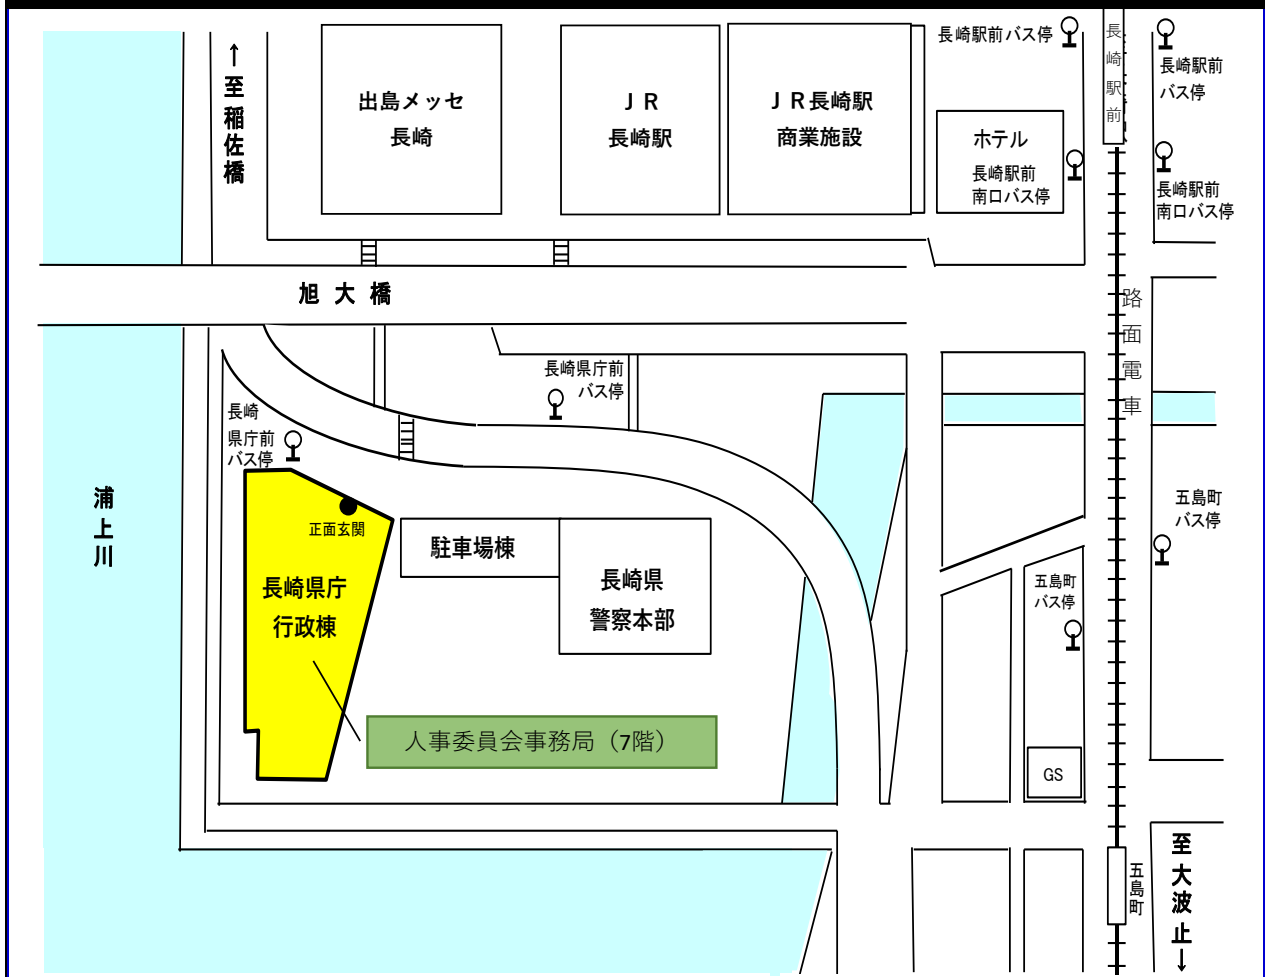 ↑至稲佐橋
出島メッセ
長崎
ＪＲ
長崎駅
ＪＲ長崎駅
商業施設
長崎駅前バス停
長崎駅前
長崎駅前
バス停
ホテル
長崎駅前
南口バス停
長崎駅前
南口バス停
旭大橋
路面電車
長崎県庁前
バス停
長崎
県庁前
バス停
正面玄関
浦上川
駐車場棟
長崎県
警察本部
長崎県庁
行政棟
五島町
バス停
五島町
バス停
人事委員会事務局（7階）
GS
五島町
至大波止↓